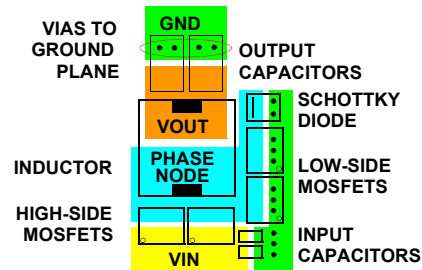 VIAS TO
GROUND
PLANE
GND
OUTPUT
CAPACITORS
SCHOTTKY
DIODE
VOUT
INDUCTOR
PHASE
NODE
LOW-SIDE
MOSFETS
HIGH-SIDE
MOSFETS
VIN
INPUT
CAPACITORS